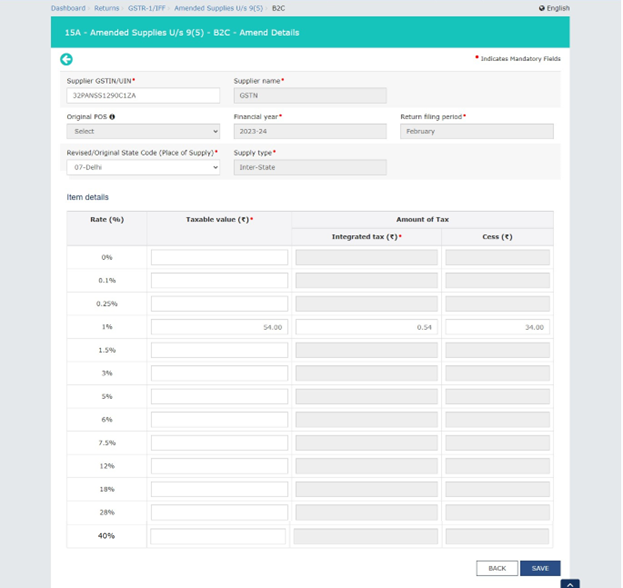 Dashboard › Returns › GSTR-1/IFF › Amended Supplies U/s 9(5) › B2C English
15A - Amended Supplies U/s 9(5) - B2C - Amend Details
• Indicates Mandatory Fields
Supplier GSTIN/UIN• Supplier name•
32PANSS1290C1ZA GSTN
Original POS Financial year• Return filing period•
Select 2023-24 February
Revised/Original State Code (Place of Supply)• Supply type•
07-Delhi Inter-State
Item details
Rate (%) Taxable value (₹)• Amount of Tax
Integrated tax (₹)• Cess (₹)
0%
0.1%
0.25%
1% 54.00 0.54 34.00
1.5%
3%
5%
6%
7.5%
12%
18%
28%
40%
BACK SAVE